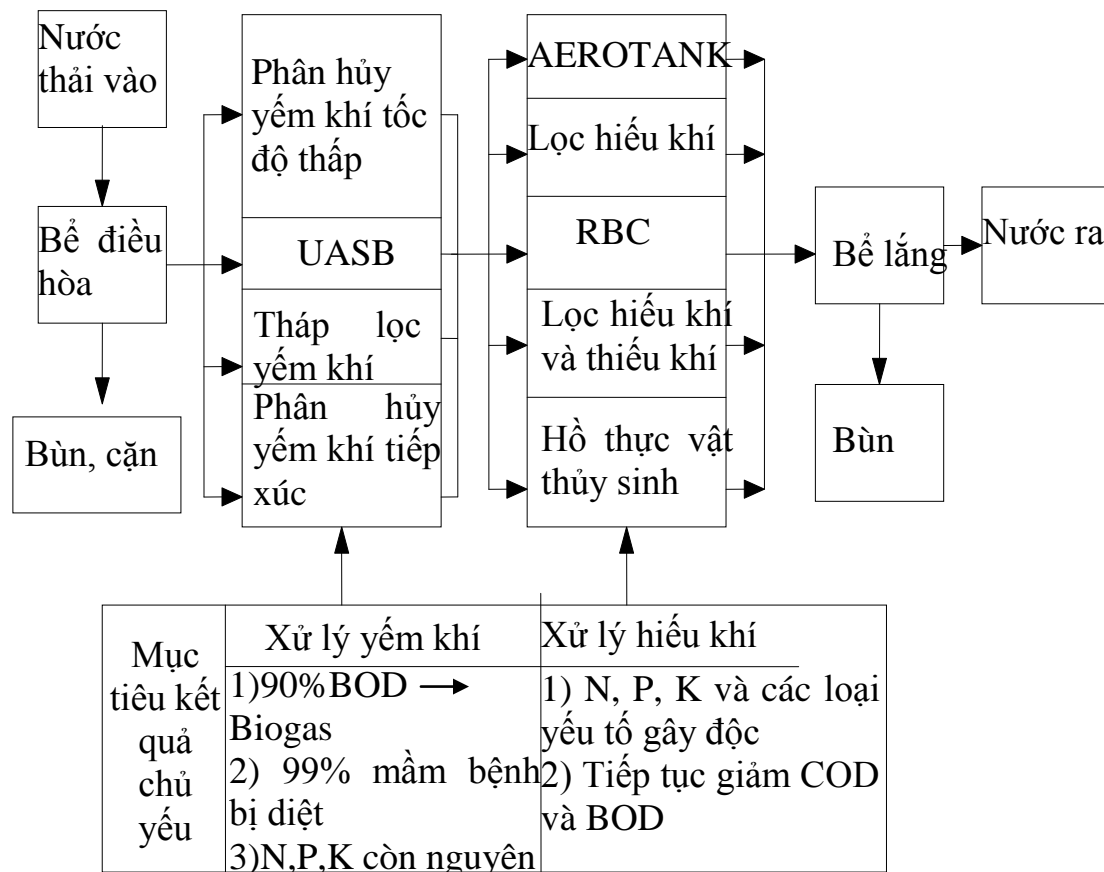 Nước
thải vào
Bể điều
hòa
Bùn, cặn
Phân hủy
yếm khí tốc
độ thấp
UASB
Tháp lọc
yếm khí
Phân hủy
yếm khí tiếp
xúc
AEROTANK
Lọc hiếu khí
RBC
Lọc hiếu khí
và thiếu khí
Hồ thực vật
thủy sinh
Bể lắng
Nước ra
Bùn
Mục
tiêu kết
quả
chủ
yếu
Xử lý yếm khí
1)90%BOD →
Biogas
2) 99% mầm bệnh
bị diệt
3)N,P,K còn nguyên
Xử lý hiếu khí
1) N, P, K và các loại
yếu tố gây độc
2) Tiếp tục giảm COD
và BOD